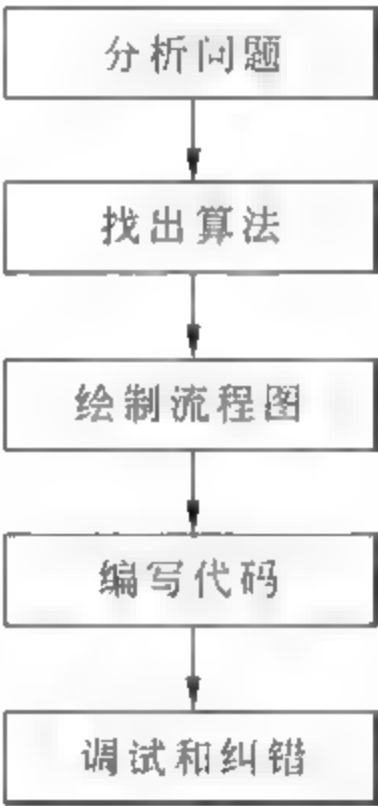 分析问题
找出算法
绘制流程图
编写代码
调试和纠错